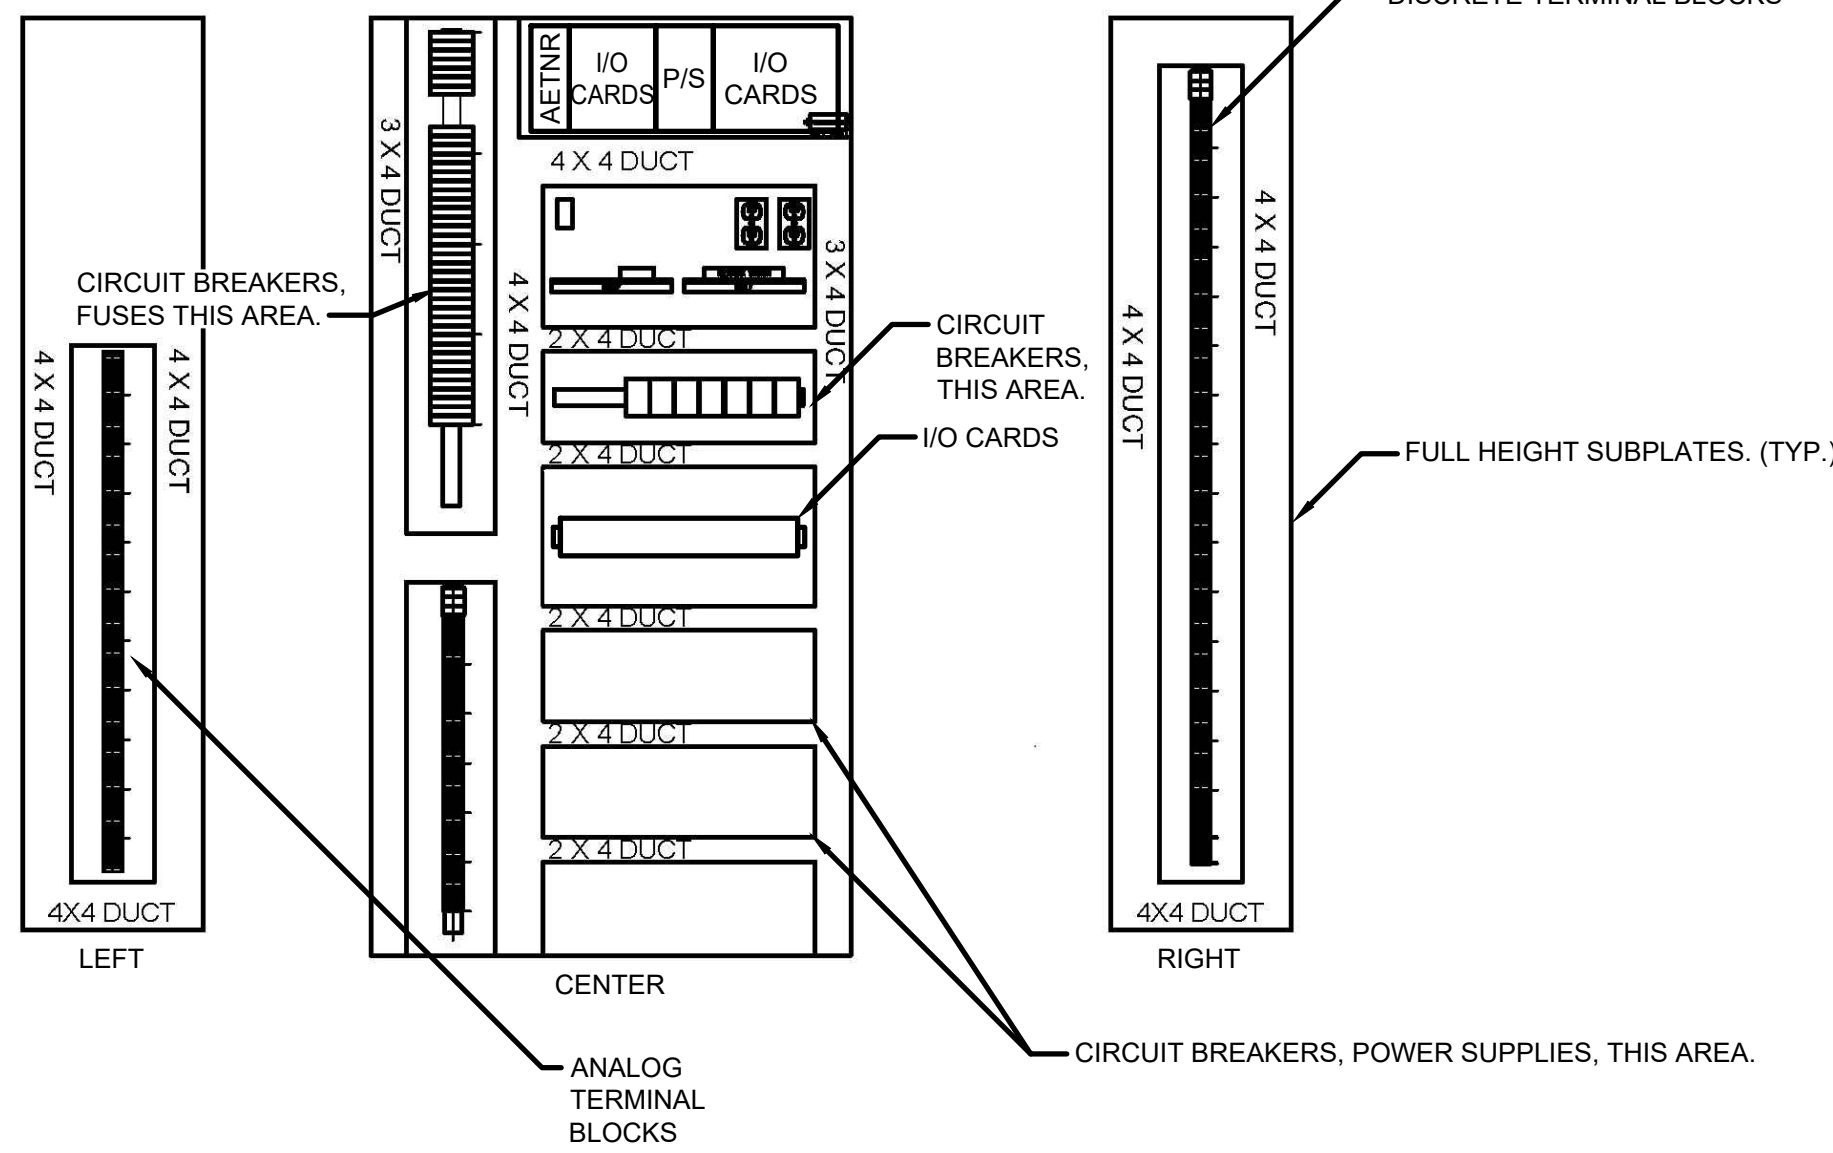 DISCRETE TERMINAL BLOCKS
AETNR
I/O
CARDS
P/S
I/O
CARDS
3 X 4 DUCT
4 X 4 DUCT
4 X 4 DUCT
3 X 4 DUCT
CIRCUIT BREAKERS,
FUSES THIS AREA.
4 X 4 DUCT
2 X 4 DUCT
CIRCUIT
BREAKERS,
THIS AREA.
4 X 4 DUCT
4 X 4 DUCT
4 X 4 DUCT
I/O CARDS
2 X 4 DUCT
FULL HEIGHT SUBPLATES. (TYP.)
2 X 4 DUCT
2 X 4 DUCT
2 X 4 DUCT
4X4 DUCT
4X4 DUCT
LEFT
CENTER
RIGHT
CIRCUIT BREAKERS, POWER SUPPLIES, THIS AREA.
ANALOG
TERMINAL
BLOCKS